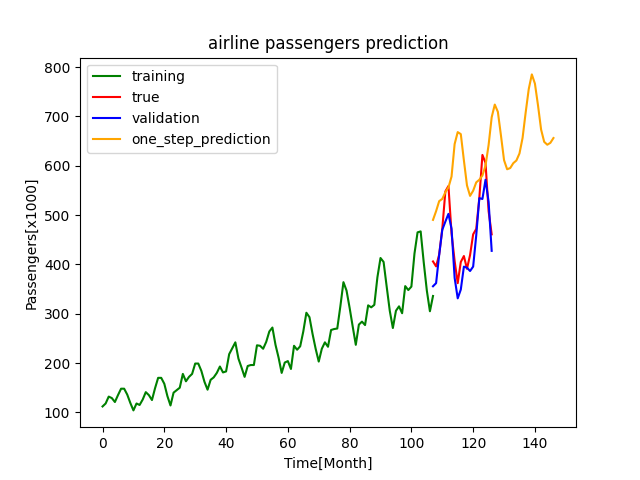 airline passengers prediction
training
true
validation
one_step_prediction
Passengers[x1000]
800
700
600
500
400
300
200
100
0 20 40 60 80 100 120 140
Time[Month]